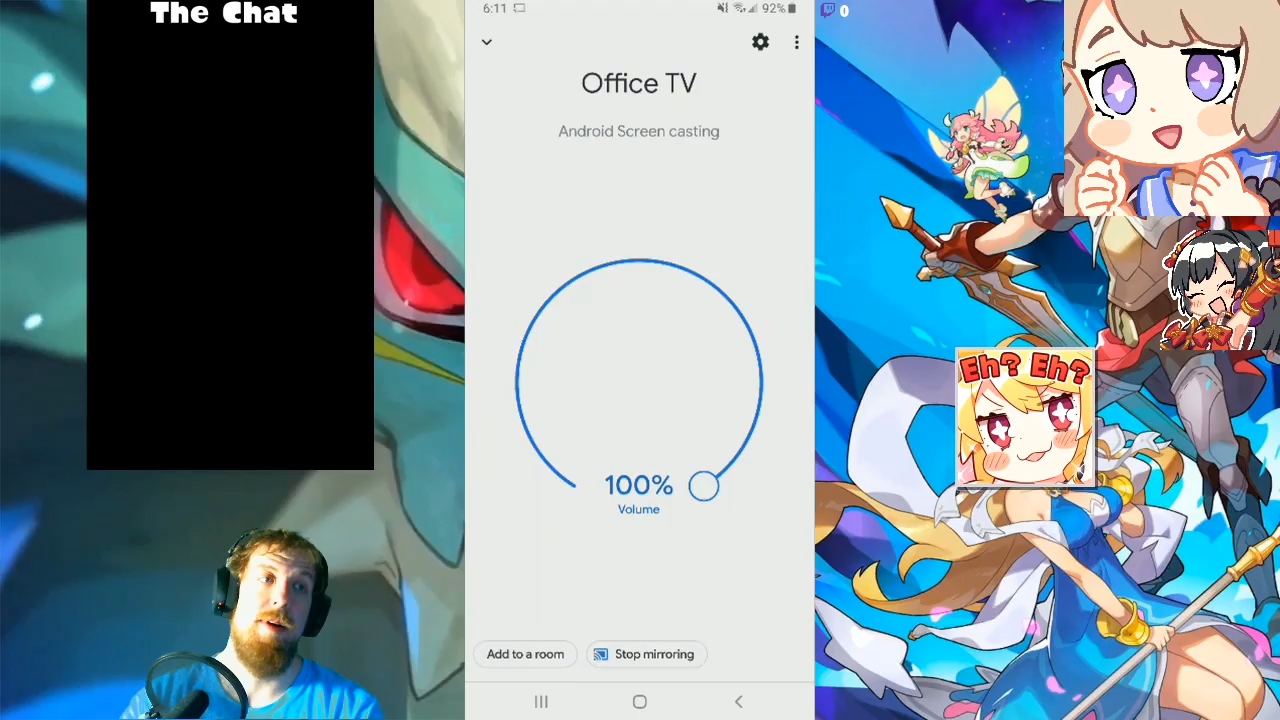 The Chat
6:11
92%
0
Office TV
Android Screen casting
Eh? Eh?
100%
Volume
Add to a room
Stop mirroring